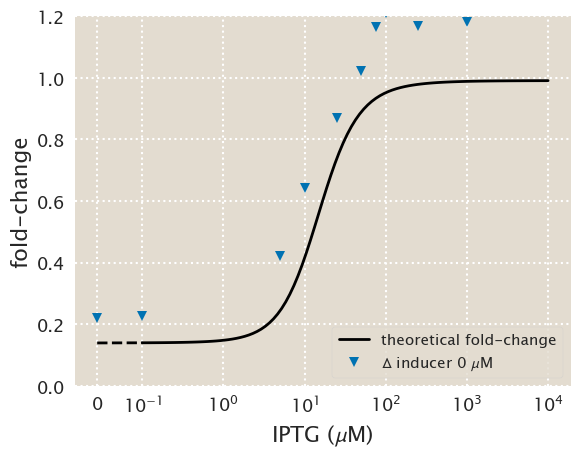 1.2
1.0
0.8
0.6
0.4
0.2
0.0
fold-change
theoretical fold-change
Δ inducer 0 μM
0 10⁻¹ 10⁰ 10¹ 10² 10³ 10⁴
IPTG (μM)